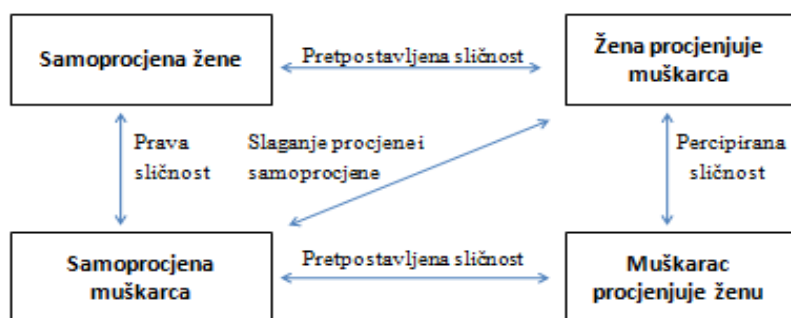 Samoprocjena žene
Pretpostavljena sličnost
Žena procjenjuje
muškarca
Prava
sličnost
Slaganje procjene i
samoprocjene
Percipirana
sličnost
Samoprocjena
muškarca
Pretpostavljena sličnost
Muškarac
procjenjuje ženu